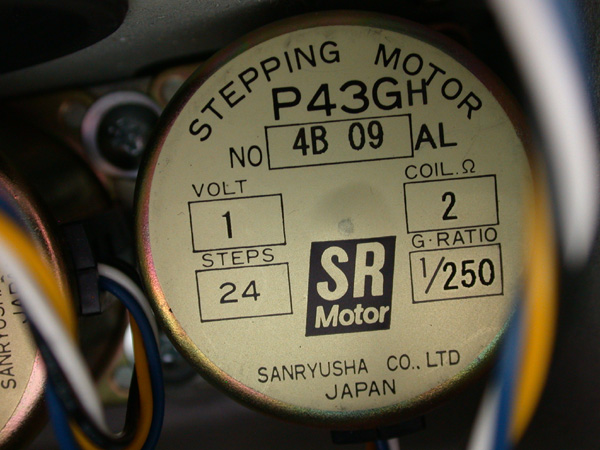 STEPPING MOTOR
P43GH
NO 4B 09 AL
VOLT
1
COIL.Ω
2
STEPS
24
G·RATIO
1/250
SR
Motor
SANRYUSHA CO., LTD
JAPAN
SANRYUSHA